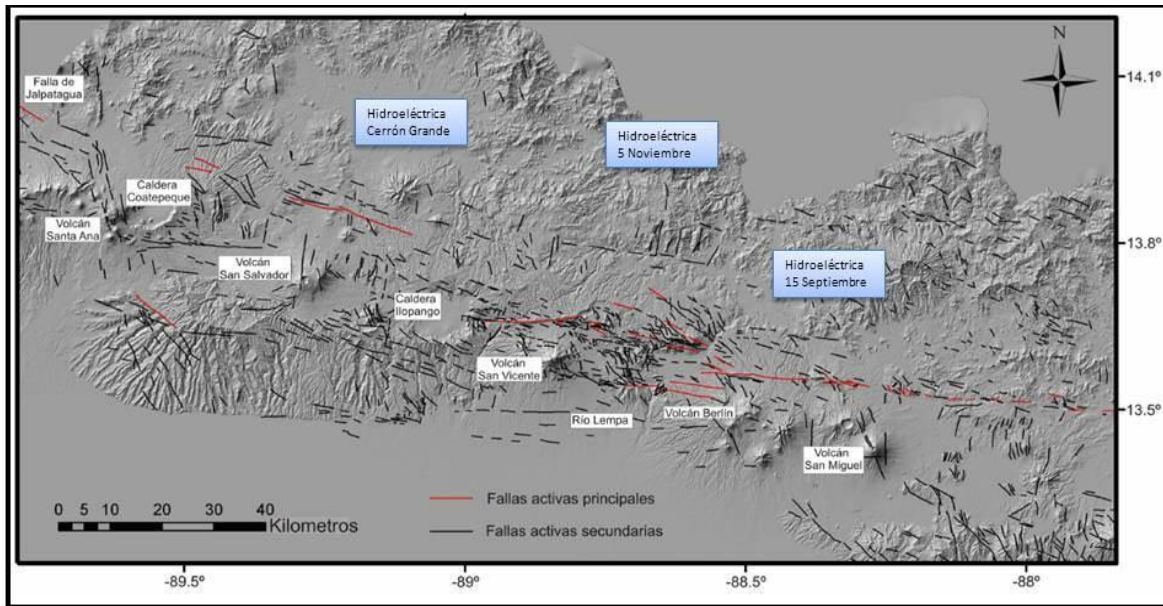 Falla de
Jalpatagua
Hidroeléctrica
Cerrón Grande
Hidroeléctrica
5 Noviembre
N
14.1º
Caldera
Coatepeque
Volcán
Santa Ana
Volcán
San Salvador
Hidroeléctrica
15 Septiembre
13.8º
Caldera
Ilopango
Volcán
San Vicente
Río Lempa
Volcán Berlín
Volcán
San Miguel
13.5º
0 5 10 20 30 40
Kilometros
Fallas activas principales
Fallas activas secundarias
-89.5º
-89º
-88.5º
-88º